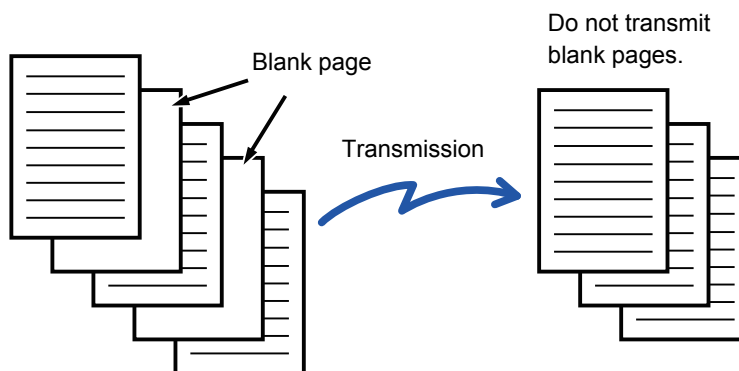 Do not transmit
blank pages.
Blank page
Transmission